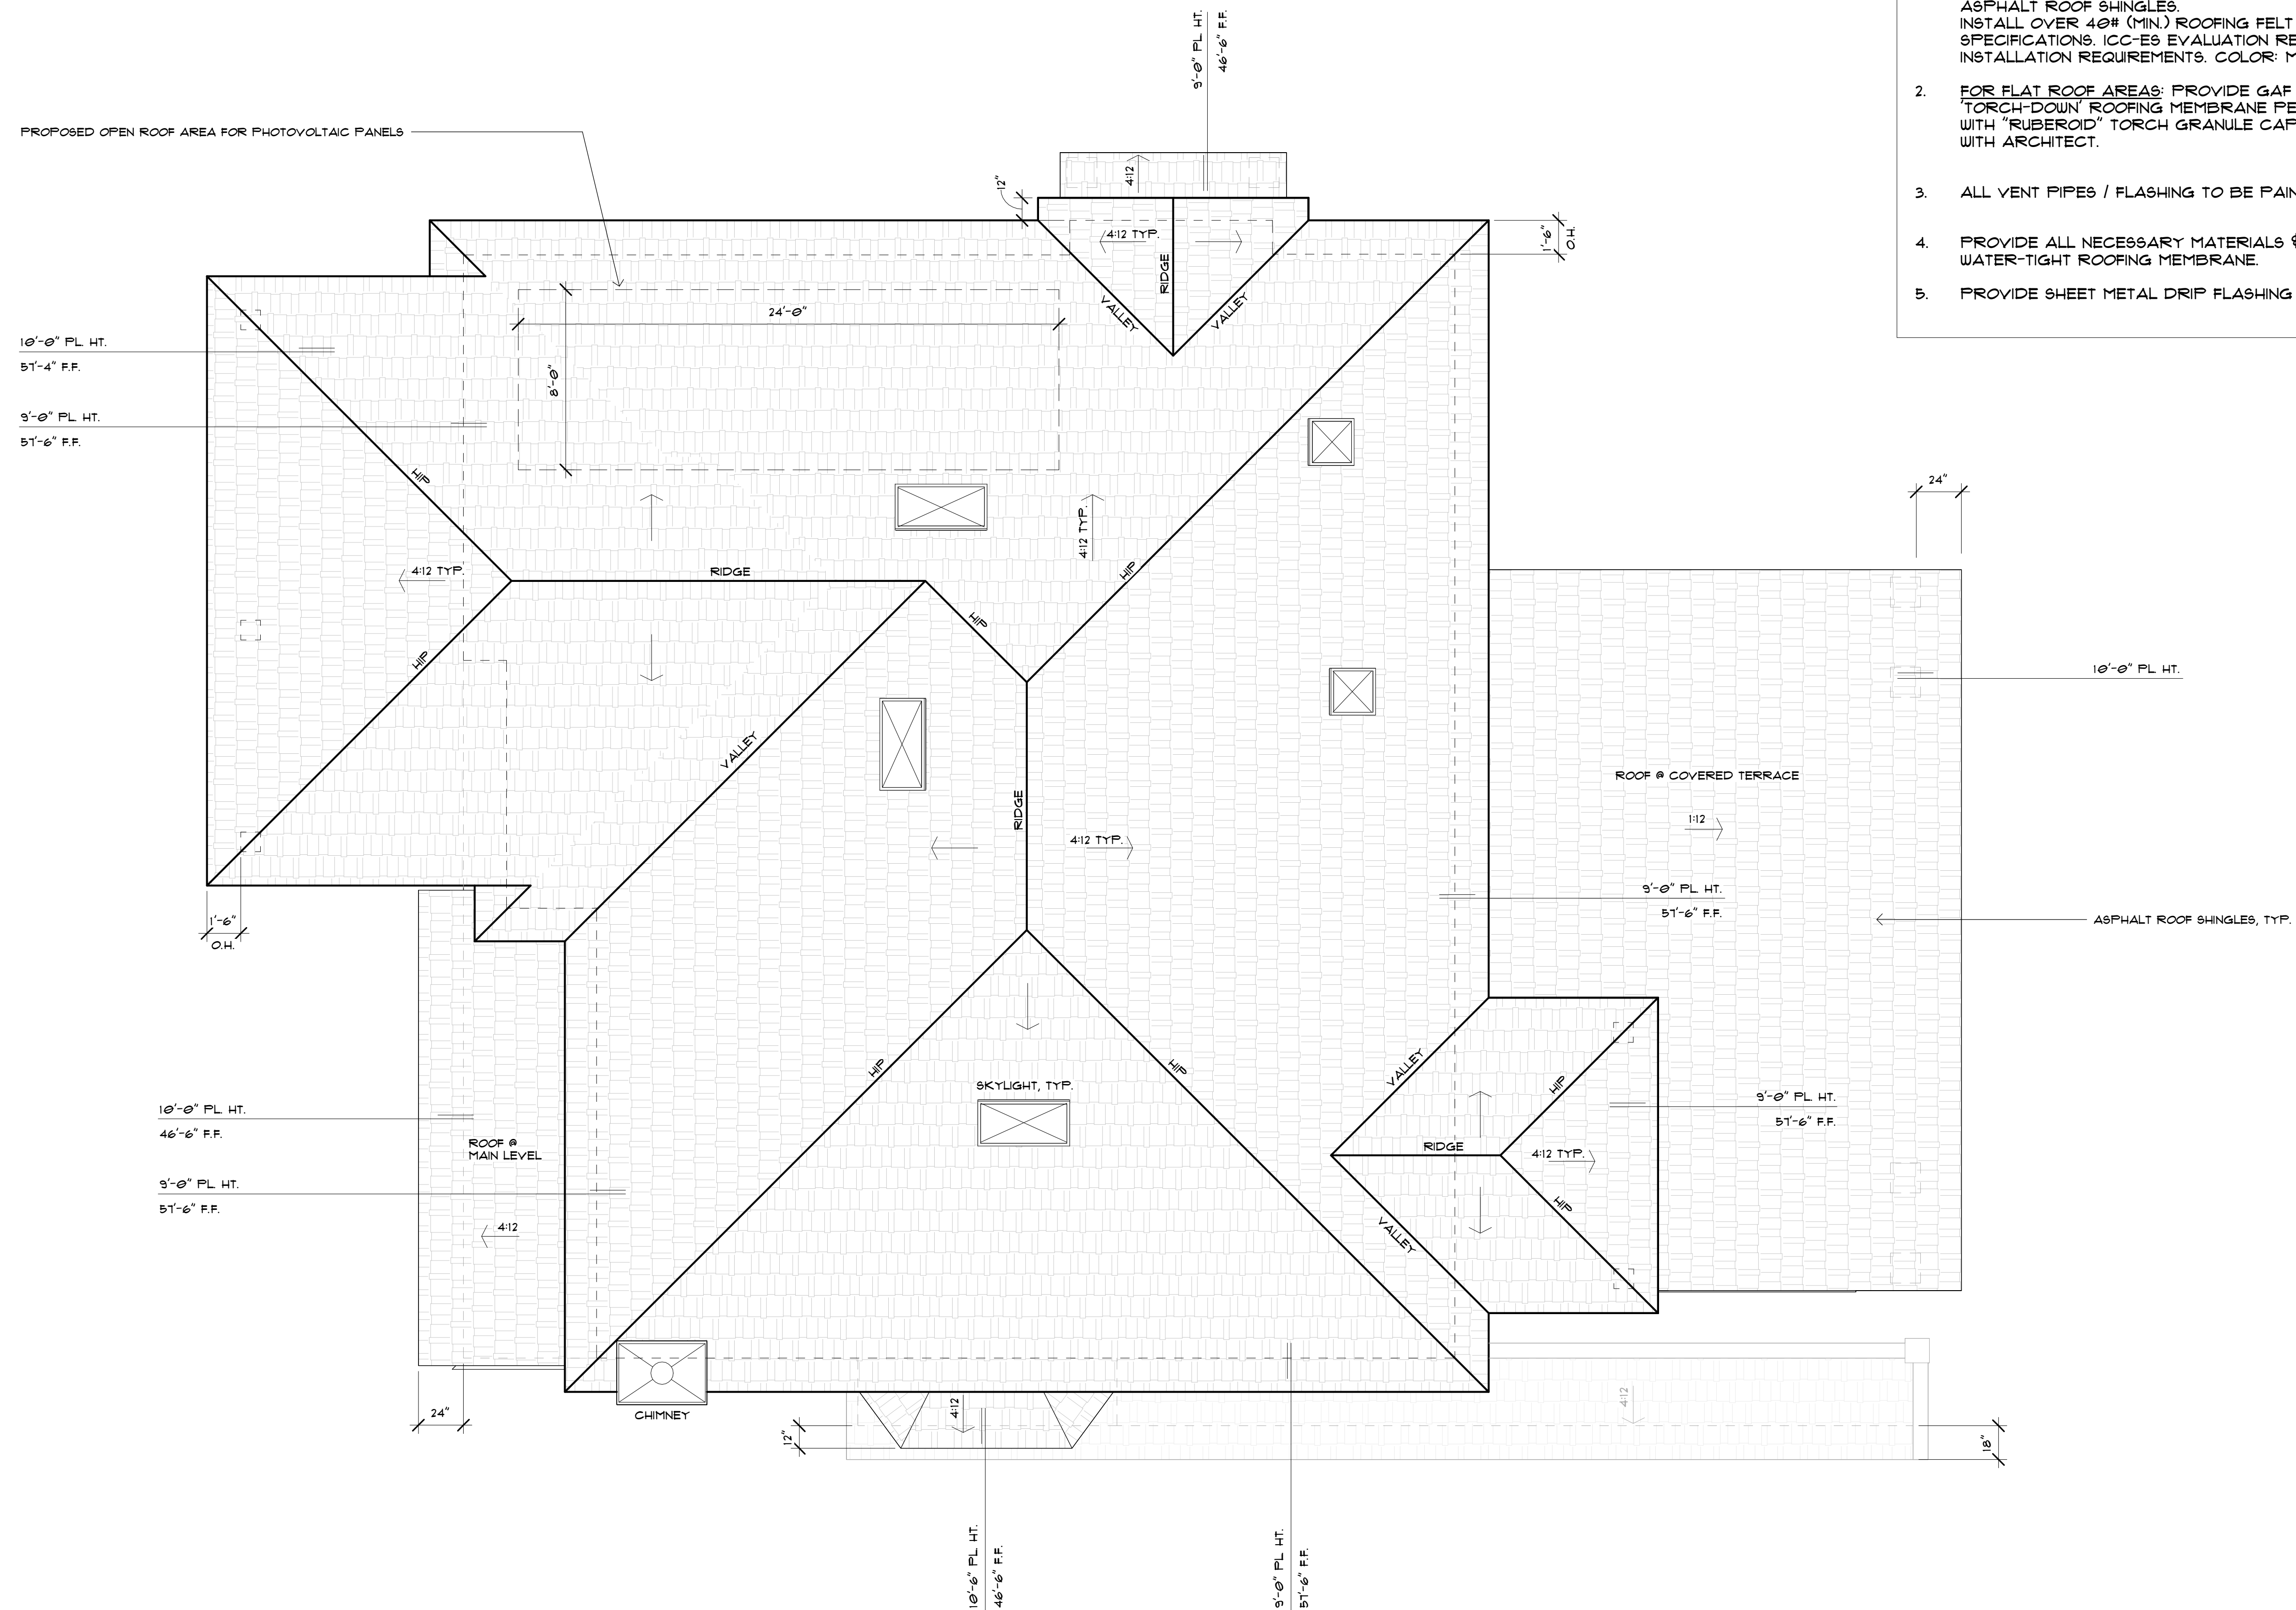 ASPHALT ROOF SHINGLES.
INSTALL OVER 40# (MIN.) ROOFING FELT
SPECIFICATIONS. ICC-ES EVALUATION RE
INSTALLATION REQUIREMENTS. COLOR: M
2. FOR FLAT ROOF AREAS: PROVIDE GAF
'TORCH-DOWN' ROOFING MEMBRANE PE
WITH "RUBEROID" TORCH GRANULE CAP
WITH ARCHITECT.
3. ALL VENT PIPES / FLASHING TO BE PAIN
4. PROVIDE ALL NECESSARY MATERIALS &
WATER-TIGHT ROOFING MEMBRANE.
5. PROVIDE SHEET METAL DRIP FLASHING
9'-0" PL. HT.
46'-6" F.F.
PROPOSED OPEN ROOF AREA FOR PHOTOVOLTAIC PANELS
4:12
12"
4:12 TYP.
RIDGE
VALLEY
VALLEY
1'-6"
O.H.
24'-0"
8'-0"
10'-0" PL. HT.
57'-4" F.F.
9'-0" PL. HT.
57'-6" F.F.
HIP
24"
4:12 TYP.
4:12 TYP.
RIDGE
HIP
HIP
HIP
10'-0" PL. HT.
VALLEY
ROOF @ COVERED TERRACE
RIDGE
1:12
4:12 TYP.
9'-0" PL. HT.
57'-6" F.F.
1'-6"
O.H.
ASPHALT ROOF SHINGLES, TYP.
HIP
HIP
VALLEY
HIP
SKYLIGHT, TYP.
9'-0" PL. HT.
57'-6" F.F.
10'-0" PL. HT.
46'-6" F.F.
ROOF @
MAIN LEVEL
RIDGE
4:12 TYP.
9'-0" PL. HT.
57'-6" F.F.
HIP
VALLEY
4:12
4:12
4:12
24"
CHIMNEY
12"
18"
10'-6" PL. HT.
46'-6" F.F.
9'-0" PL. HT.
57'-6" F.F.